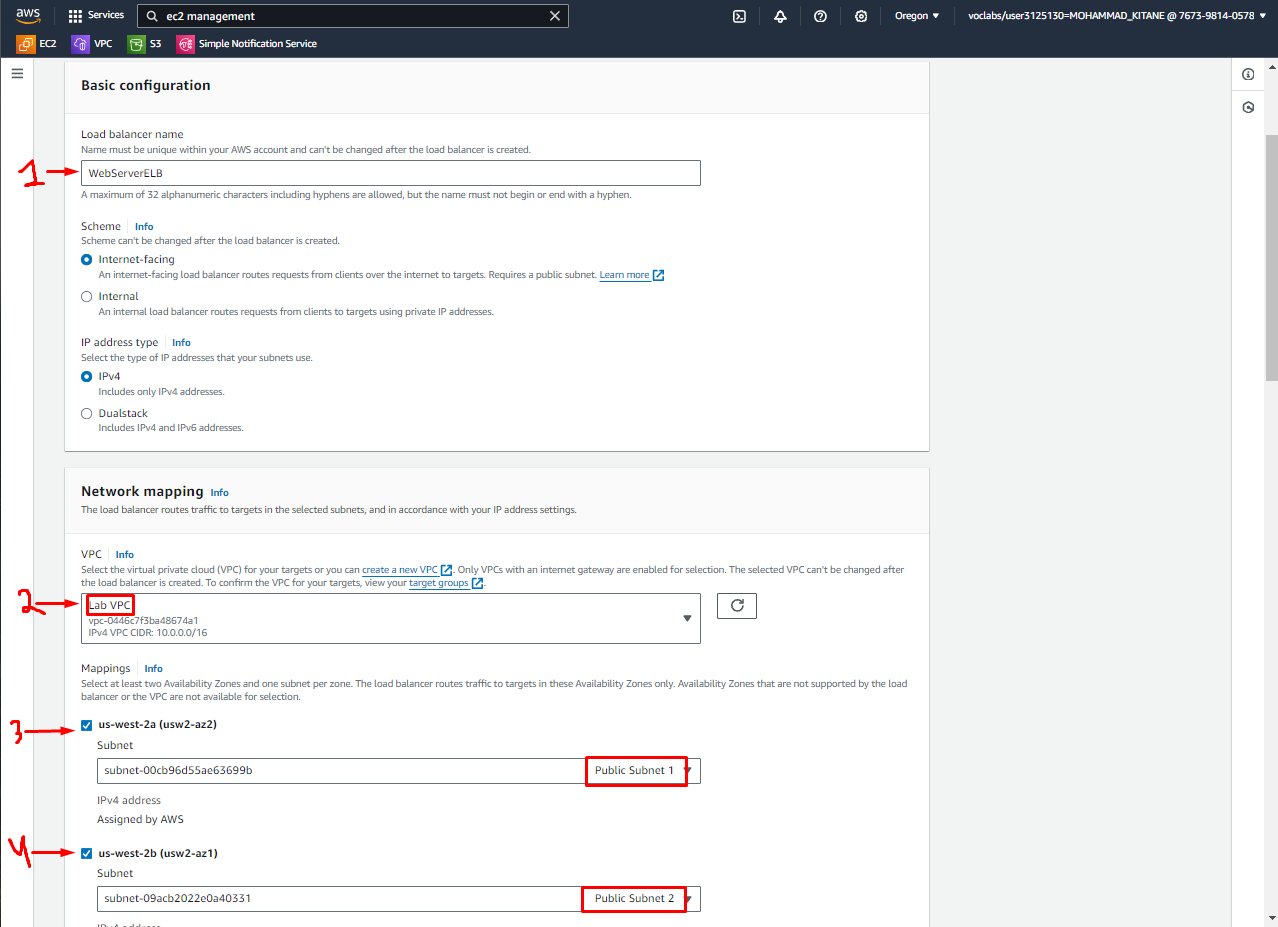 aws
Services
ec2 management
Oregon
voclabs/user3125130=MOHAMMAD_KITANE @ 7673-9814-0578
EC2
VPC
S3
Simple Notification Service
Basic configuration
Load balancer name
Name must be unique within your AWS account and can't be changed after the load balancer is created.
1
WebServerELB
A maximum of 32 alphanumeric characters including hyphens are allowed, but the name must not begin or end with a hyphen.
Scheme Info
Scheme can't be changed after the load balancer is created.
Internet-facing
An internet-facing load balancer routes requests from clients over the internet to targets. Requires a public subnet. Learn more
Internal
An internal load balancer routes requests from clients to targets using private IP addresses.
IP address type Info
Select the type of IP addresses that your subnets use.
IPv4
Includes only IPv4 addresses.
Dualstack
Includes IPv4 and IPv6 addresses.
Network mapping Info
The load balancer routes traffic to targets in the selected subnets, and in accordance with your IP address settings.
VPC Info
Select the virtual private cloud (VPC) for your targets or you can create a new VPC. Only VPCs with an internet gateway are enabled for selection. The selected VPC can't be changed after
the load balancer is created. To confirm the VPC for your targets, view your target groups.
2
Lab VPC
vpc-0446c7f3ba48674a1
IPv4 VPC CIDR: 10.0.0.0/16
Mappings Info
Select at least two Availability Zones and one subnet per zone. The load balancer routes traffic to targets in these Availability Zones only. Availability Zones that are not supported by the load
balancer or the VPC are not available for selection.
3
us-west-2a (usw2-az2)
Subnet
subnet-00cb96d55ae63699b Public Subnet 1
IPv4 address
Assigned by AWS
4
us-west-2b (usw2-az1)
Subnet
subnet-09acb2022e0a40331 Public Subnet 2
IPv4 address